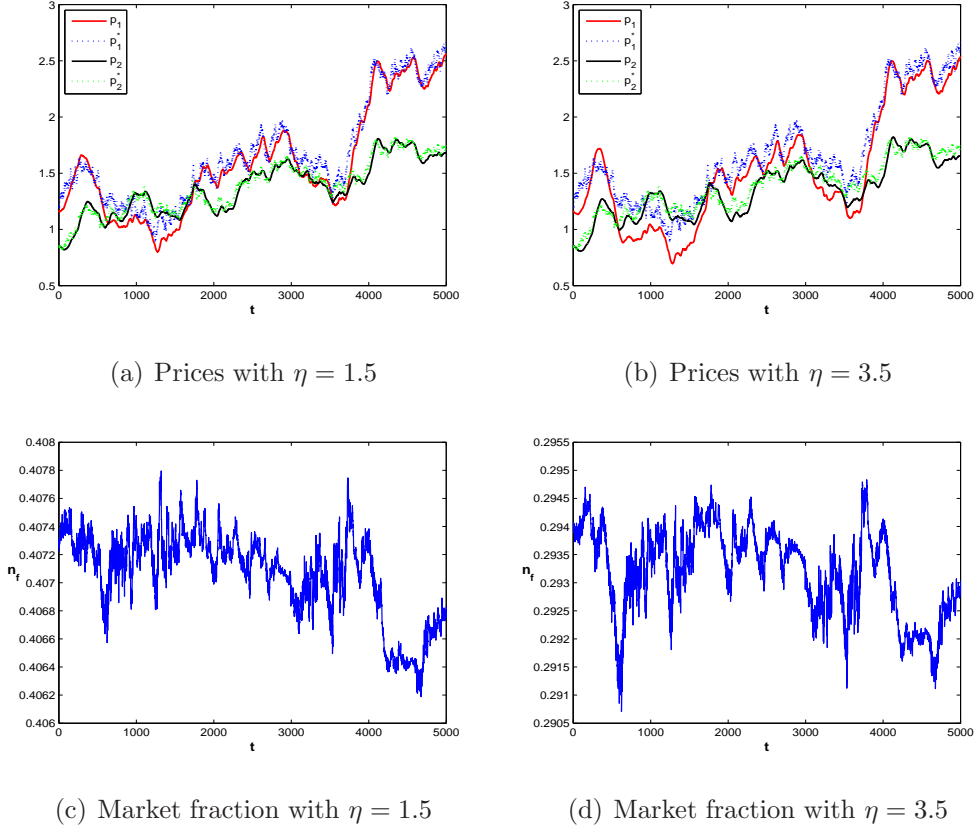 3
2.5
2
1.5
1
0.5
0 1000 2000 3000 4000 5000
t
p1
p1*
p2
p2*
(a) Prices with η = 1.5
3
2.5
2
1.5
1
0.5
0 1000 2000 3000 4000 5000
t
p1
p1*
p2
p2*
(b) Prices with η = 3.5
0.408
0.4078
0.4076
0.4074
0.4072
0.407
0.4068
0.4066
0.4064
0.4062
0.406
nf
0 1000 2000 3000 4000 5000
t
(c) Market fraction with η = 1.5
0.2955
0.295
0.2945
0.294
0.2935
0.293
0.2925
0.292
0.2915
0.291
0.2905
nf
0 1000 2000 3000 4000 5000
t
(d) Market fraction with η = 3.5